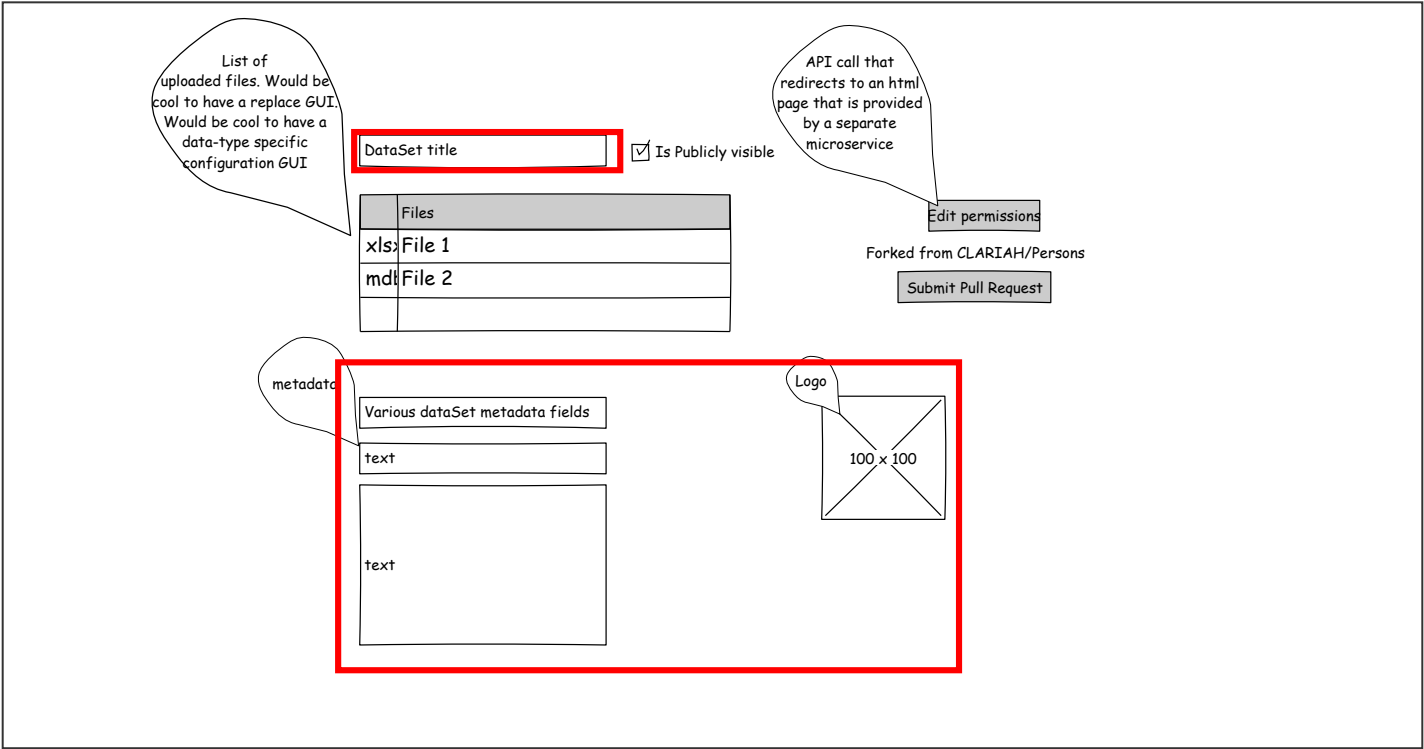 List of
uploaded files. Would be
cool to have a replace GUI.
Would be cool to have a
data-type specific
configuration GUI
API call that
redirects to an html
page that is provided
by a separate
microservice
DataSet title
Is Publicly visible
Files
xlsx File 1
mdb File 2
Edit permissions
Forked from CLARIAH/Persons
Submit Pull Request
metadata
Logo
Various dataSet metadata fields
text
100 x 100
text